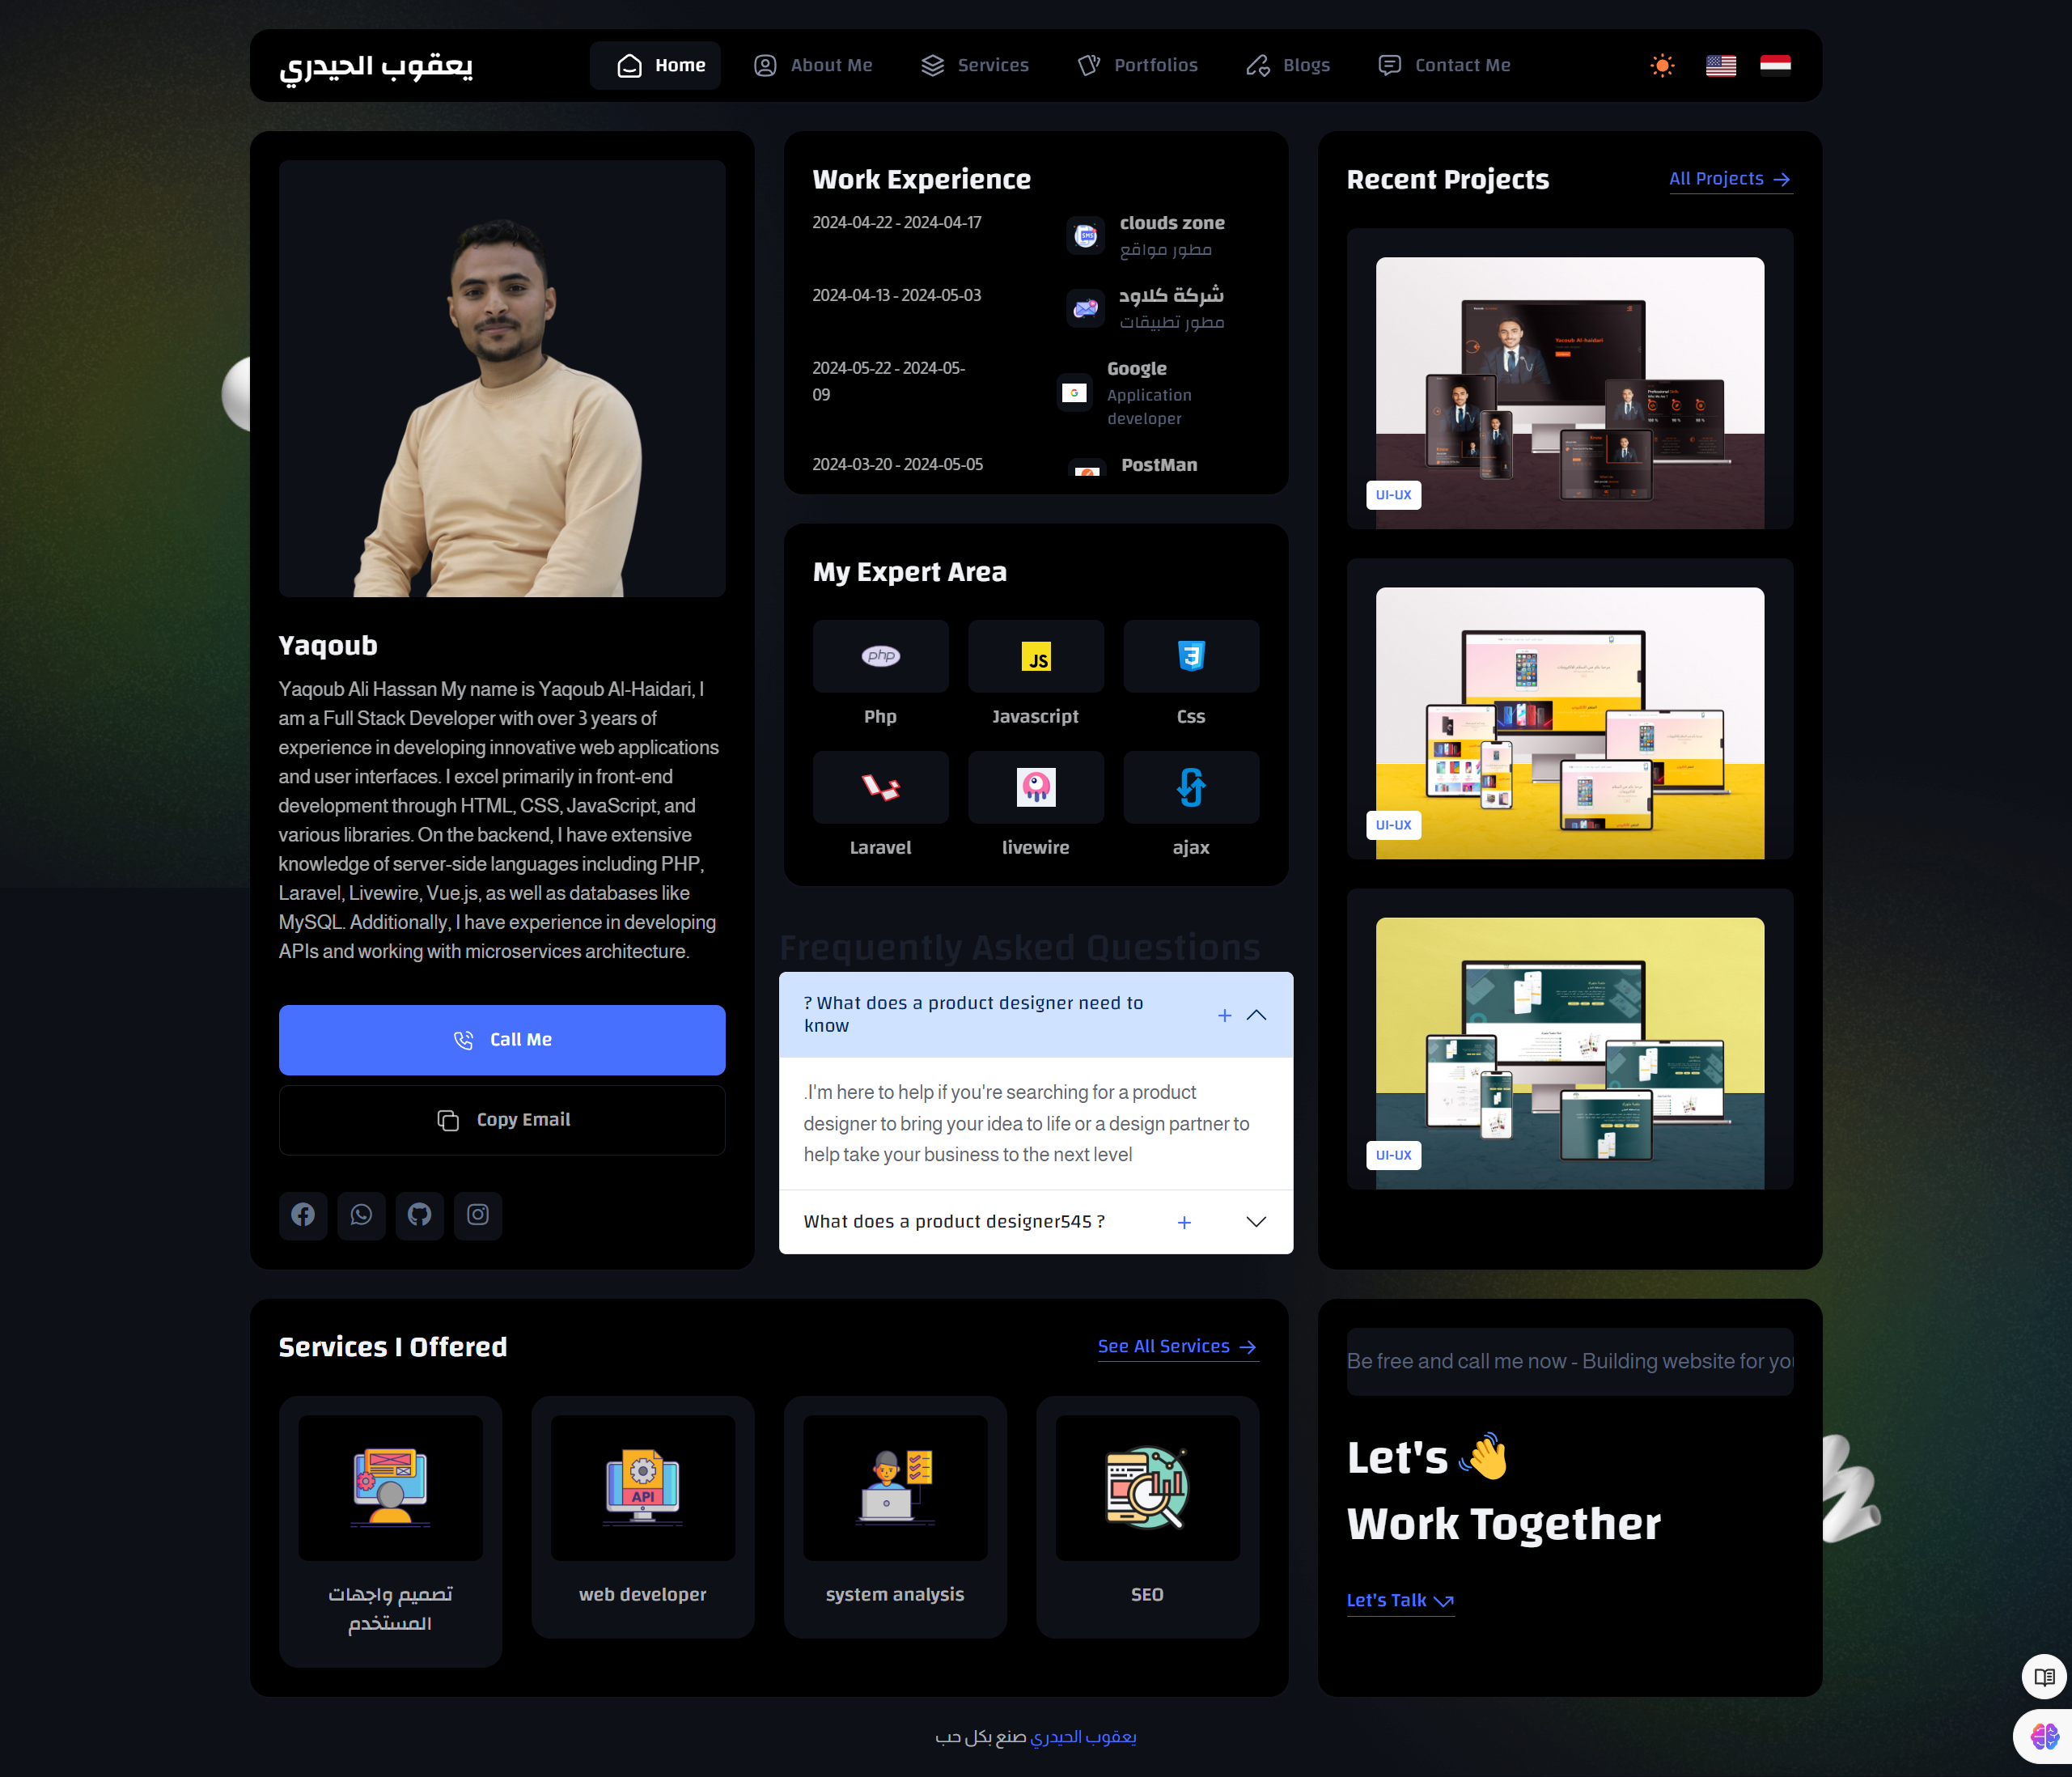 يعقوب الحيدري
Home
About Me
Services
Portfolios
Blogs
Contact Me
Yaqoub
Yaqoub Ali Hassan My name is Yaqoub Al-Haidari, I
am a Full Stack Developer with over 3 years of
experience in developing innovative web applications
and user interfaces. I excel primarily in front-end
development through HTML, CSS, JavaScript, and
various libraries. On the backend, I have extensive
knowledge of server-side languages including PHP,
Laravel, Livewire, Vue.js, as well as databases like
MySQL. Additionally, I have experience in developing
APIs and working with microservices architecture.
Call Me
Copy Email
Work Experience
2024-04-22 - 2024-04-17
clouds zone
مطور مواقع
2024-04-13 - 2024-05-03
شركة كلاود
مطور تطبيقات
2024-05-22 - 2024-05-
09
Google
Application
developer
2024-03-20 - 2024-05-05
PostMan
My Expert Area
php
JS
3
Php
Javascript
Css
Laravel
livewire
ajax
Frequently Asked Questions
? What does a product designer need to
know
.I'm here to help if you're searching for a product
designer to bring your idea to life or a design partner to
help take your business to the next level
What does a product designer545 ?
Recent Projects
All Projects
UI-UX
UI-UX
UI-UX
Services I Offered
See All Services
API
تصميم واجهات
المستخدم
web developer
system analysis
SEO
Be free and call me now - Building website for you
Let's
Work Together
Let's Talk
يعقوب الحيدري صنع بكل حب